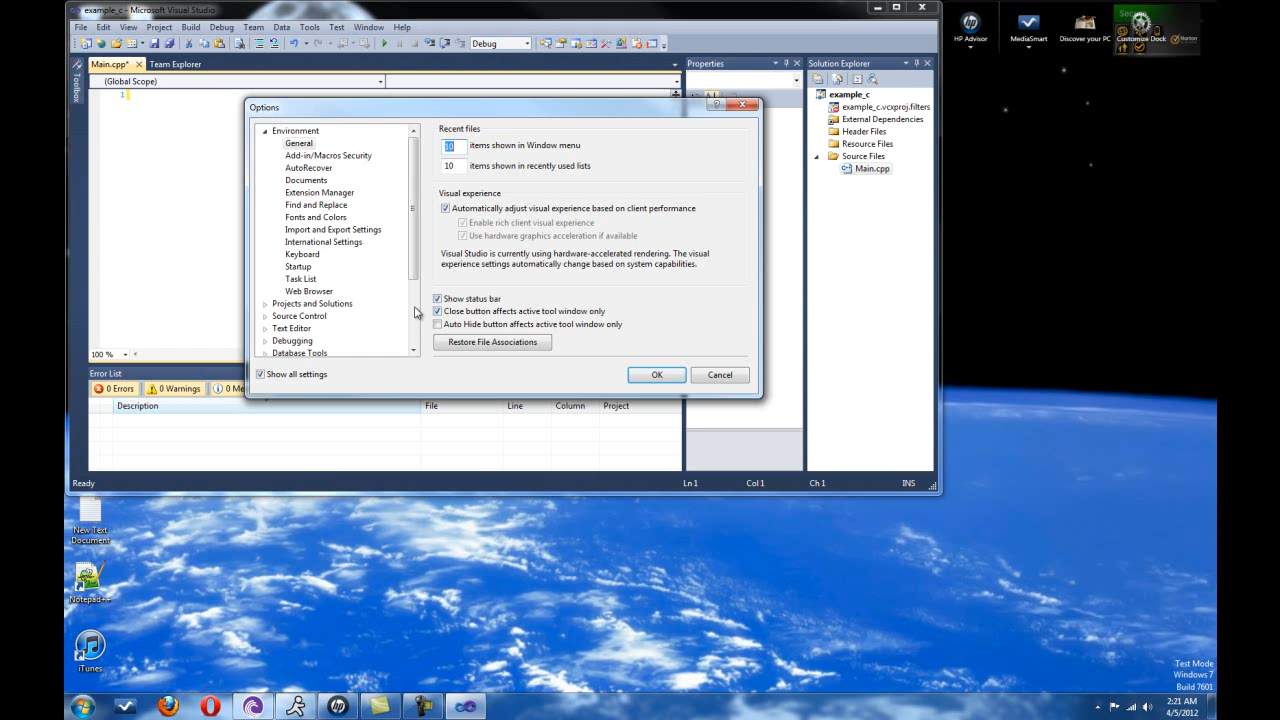 example_c - Microsoft Visual Studio
File Edit View Project Build Debug Team Data Tools Test Window Help
Debug
Main.cpp* Team Explorer
Toolbox
(Global Scope)
1
100 %
Properties
Solution Explorer
example_c
example_c.vcxproj.filters
External Dependencies
Header Files
Resource Files
Source Files
Main.cpp
Options
Environment
General
Add-in/Macros Security
AutoRecover
Documents
Extension Manager
Find and Replace
Fonts and Colors
Import and Export Settings
International Settings
Keyboard
Startup
Task List
Web Browser
Projects and Solutions
Source Control
Text Editor
Debugging
Database Tools
Show all settings
Recent files
10 items shown in Window menu
10 items shown in recently used lists
Visual experience
Automatically adjust visual experience based on client performance
Enable rich client visual experience
Use hardware graphics acceleration if available
Visual Studio is currently using hardware-accelerated rendering. The visual
experience settings automatically change based on system capabilities.
Show status bar
Close button affects active tool window only
Auto Hide button affects active tool window only
Restore File Associations
OK Cancel
Error List
0 Errors 0 Warnings 0 Me
Description File Line Column Project
Ready Ln 1 Col 1 Ch 1 INS
HP Advisor
MediaSmart
Discover your PC
Customize Dock
Norton
New Text
Document
Notepad++
iTunes
Test Mode
Windows 7
Build 7601
2:21 AM
4/5/2012